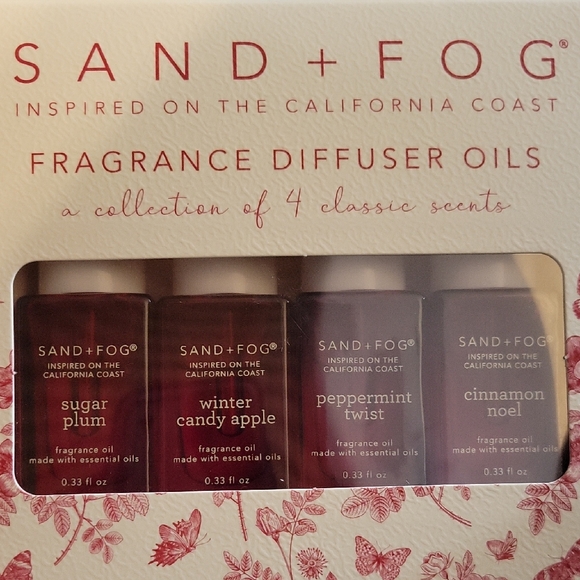 SAND + FOG®
INSPIRED ON THE CALIFORNIA COAST
FRAGRANCE DIFFUSER OILS
a collection of 4 classic scents
SAND+FOG®
INSPIRED ON THE
CALIFORNIA COAST
sugar
plum
fragrance oil
made with essential oils
0.33 fl oz
SAND+FOG®
INSPIRED ON THE
CALIFORNIA COAST
winter
candy apple
fragrance oil
made with essential oils
0.33 fl oz
SAND+FOG®
INSPIRED ON THE
CALIFORNIA COAST
peppermint
twist
fragrance oil
made with essential oils
0.33 fl oz
SAND+FOG®
INSPIRED ON THE
CALIFORNIA COAST
cinnamon
noel
fragrance oil
made with essential oils
0.33 fl oz